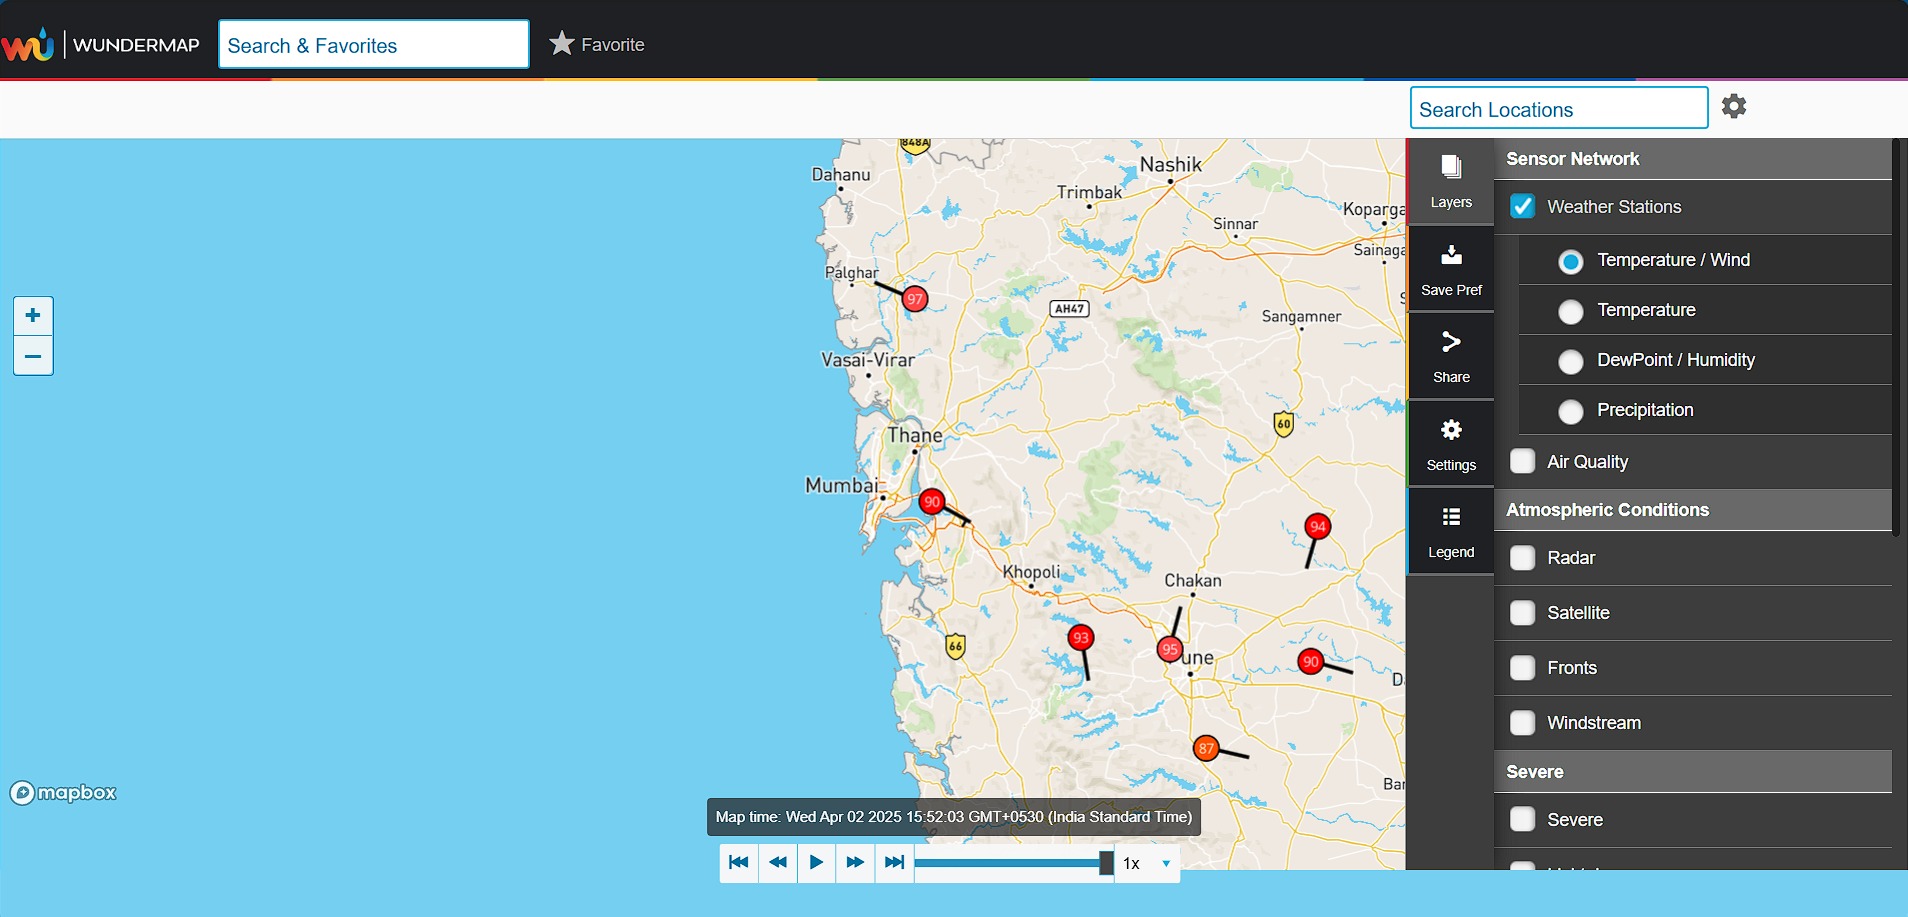 WUNDERMAP
Search & Favorites
Favorite
Search Locations
848A
Dahanu
Nashik
Trimbak
Koparga
Sinnar
Sainaga
Palghar
97
AH47
Sangamner
Vasai-Virar
60
Thane
Mumbai
90
94
Khopoli
Chakan
93
95
une
66
90
D
87
Bar
+
−
mapbox
Map time: Wed Apr 02 2025 15:52:03 GMT+0530 (India Standard Time)
1x
Layers
Save Pref
Share
Settings
Legend
Sensor Network
Weather Stations
Temperature / Wind
Temperature
DewPoint / Humidity
Precipitation
Air Quality
Atmospheric Conditions
Radar
Satellite
Fronts
Windstream
Severe
Severe